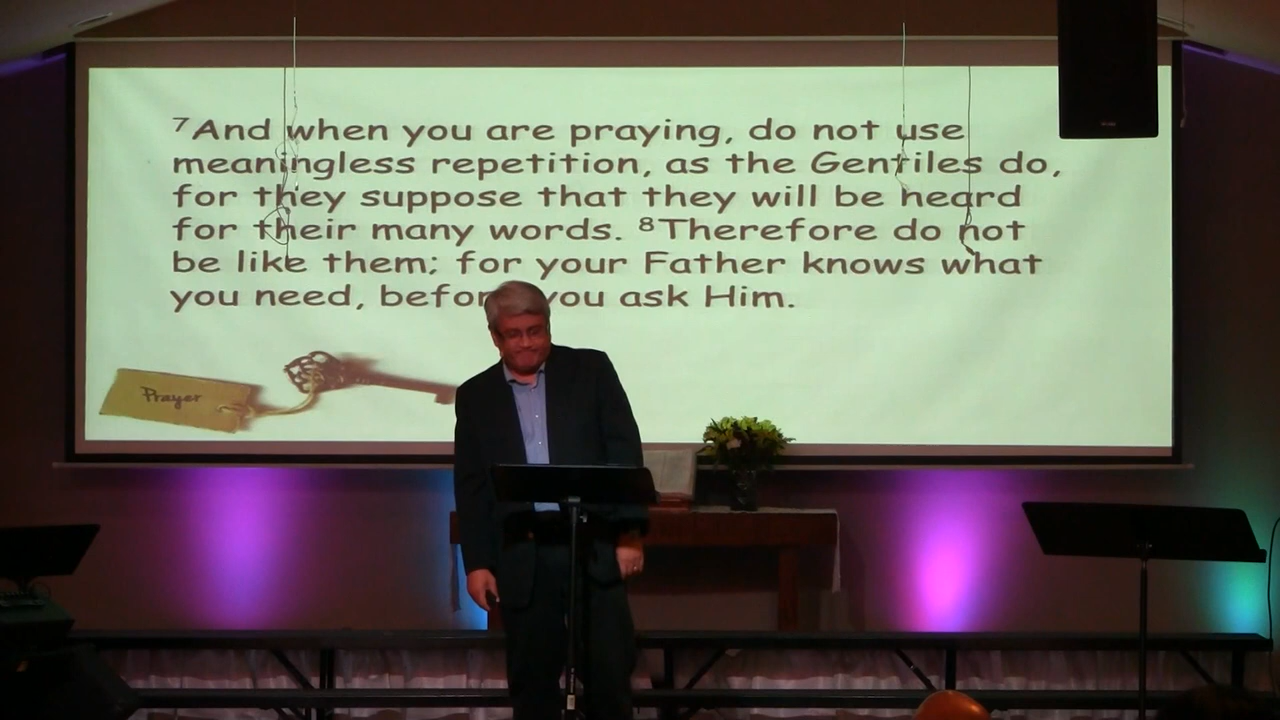 ⁷And when you are praying, do not use
meaningless repetition, as the Gentiles do,
for they suppose that they will be heard
for their many words. ⁸Therefore do not
be like them; for your Father knows what
you need, before you ask Him.
Prayer